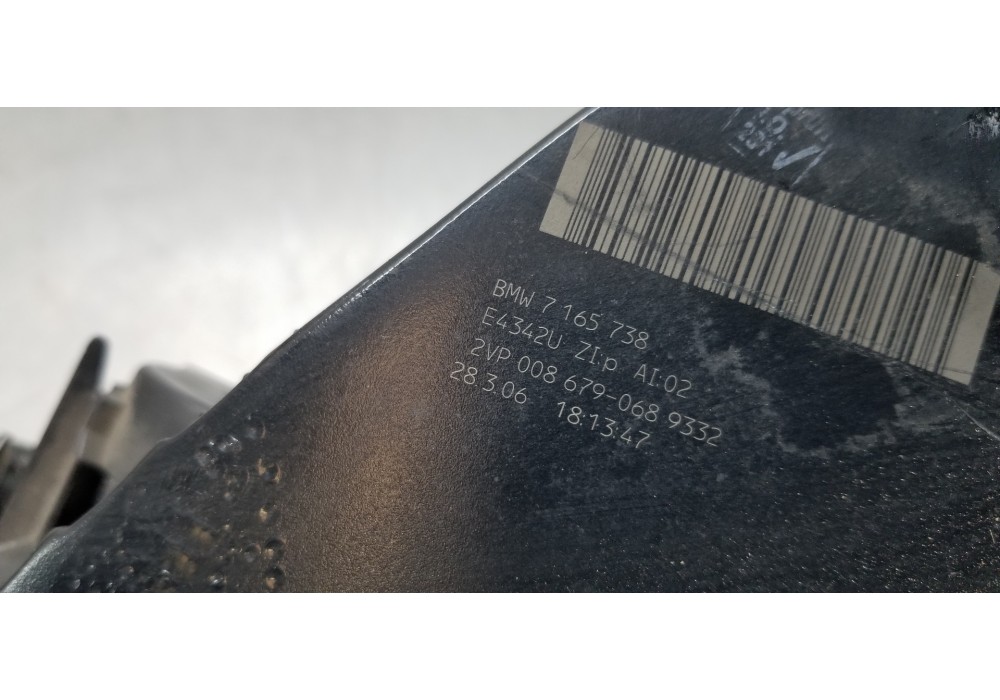 BMW 7 165 738
E4342U ZI:p AI:02
2VP 008 679-068 9332
28.3.06 18:13:47